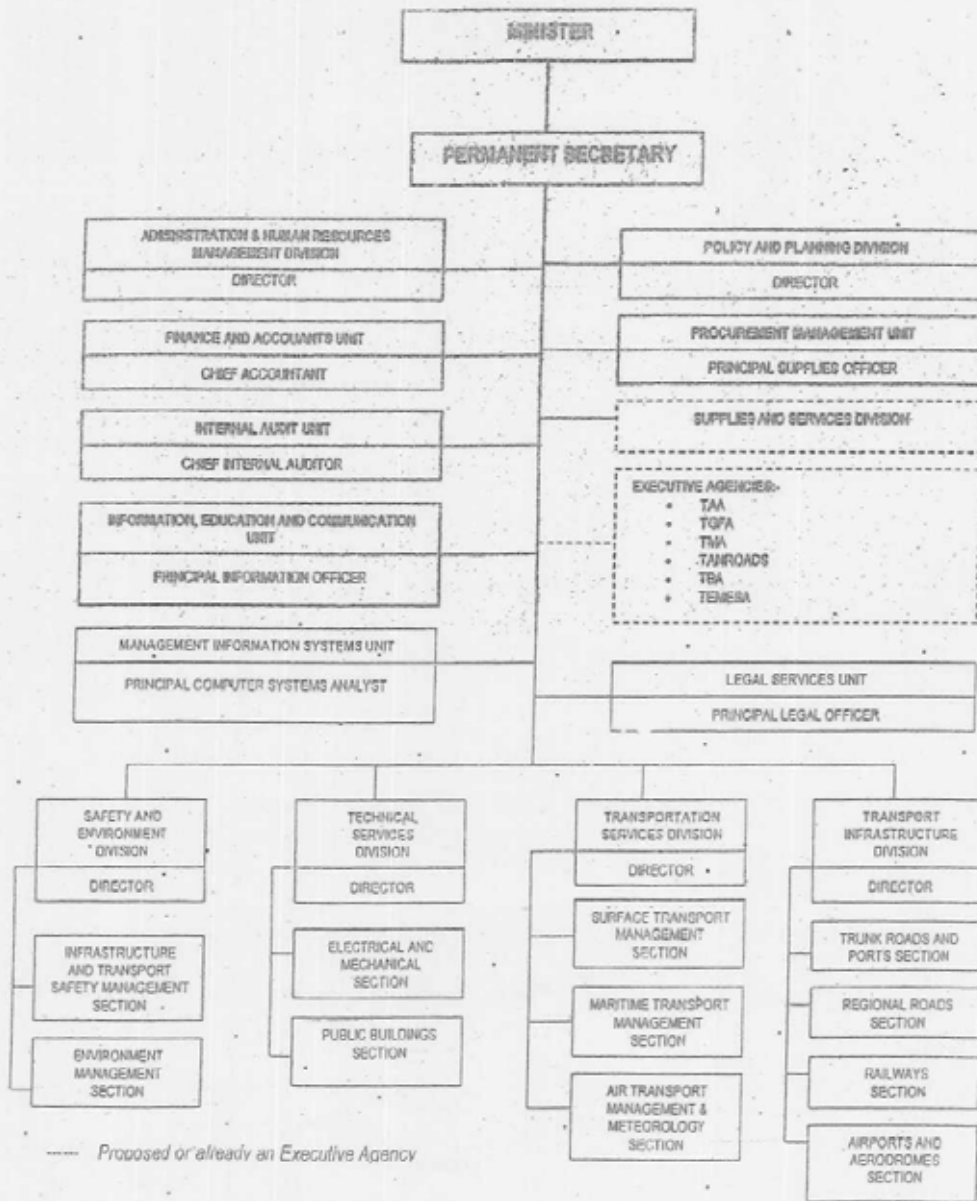 MINISTER
PERMANENT SECRETARY
ADMINISTRATION & HUMAN RESOURCES
MANAGEMENT DIVISION
DIRECTOR
POLICY AND PLANNING DIVISION
DIRECTOR
FINANCE AND ACCOUNTS UNIT
CHIEF ACCOUNTANT
PROCUREMENT MANAGEMENT UNIT
PRINCIPAL SUPPLIES OFFICER
INTERNAL AUDIT UNIT
CHIEF INTERNAL AUDITOR
SUPPLIES AND SERVICES DIVISION
INFORMATION, EDUCATION AND COMMUNICATION
UNIT
PRINCIPAL INFORMATION OFFICER
EXECUTIVE AGENCIES:-
• TAA
• TGFA
• TMA
• TANROADS
• TBA
• TEMESA
MANAGEMENT INFORMATION SYSTEMS UNIT
PRINCIPAL COMPUTER SYSTEMS ANALYST
LEGAL SERVICES UNIT
PRINCIPAL LEGAL OFFICER
SAFETY AND
ENVIRONMENT
DIVISION
DIRECTOR
INFRASTRUCTURE
AND TRANSPORT
SAFETY MANAGEMENT
SECTION
ENVIRONMENT
MANAGEMENT
SECTION
TECHNICAL
SERVICES
DIVISION
DIRECTOR
ELECTRICAL AND
MECHANICAL
SECTION
PUBLIC BUILDINGS
SECTION
TRANSPORTATION
SERVICES DIVISION
DIRECTOR
SURFACE TRANSPORT
MANAGEMENT
SECTION
MARITIME TRANSPORT
MANAGEMENT
SECTION
AIR TRANSPORT
MANAGEMENT &
METEOROLOGY
SECTION
TRANSPORT
INFRASTRUCTURE
DIVISION
DIRECTOR
TRUNK ROADS AND
PORTS SECTION
REGIONAL ROADS
SECTION
RAILWAYS
SECTION
AIRPORTS AND
AERODROMES
SECTION
----- Proposed or already an Executive Agency